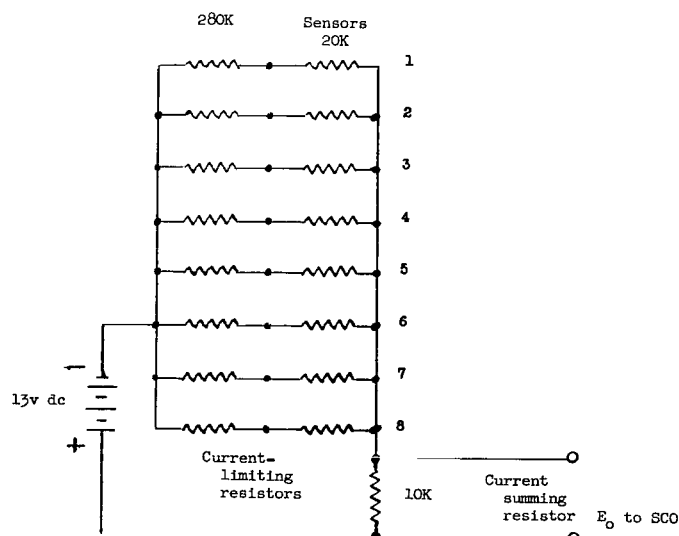 280K
Sensors
20K
1
2
3
4
5
6
7
8
-
13v dc
+
Current-
limiting
resistors
10K
Current
summing
resistor
E₀ to SCO